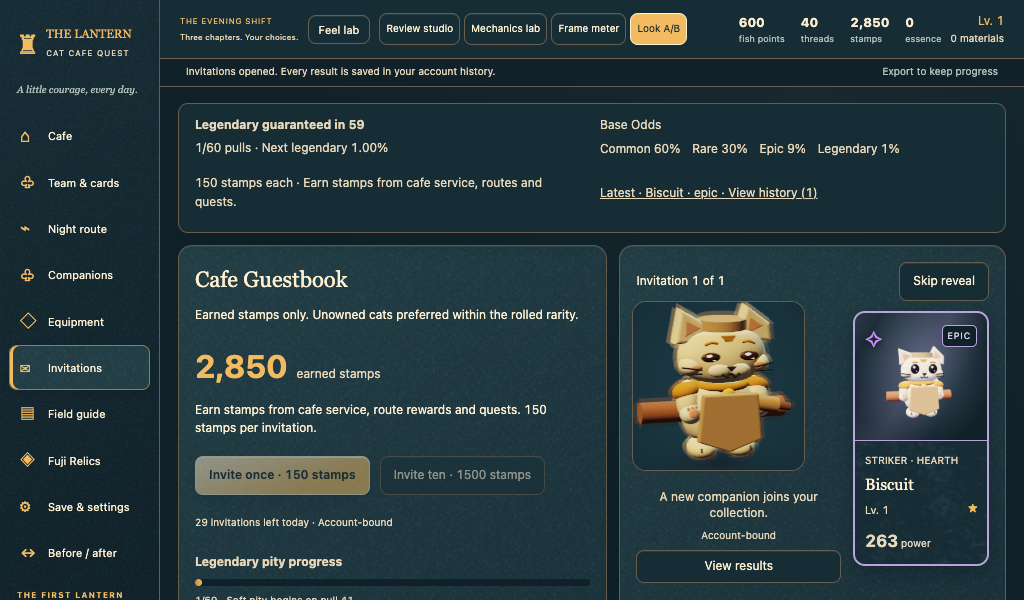 THE LANTERN
CAT CAFE QUEST
A little courage, every day.
Cafe
Team & cards
Night route
Companions
Equipment
Invitations
Field guide
Fuji Relics
Save & settings
Before / after
THE FIRST LANTERN
THE EVENING SHIFT
Three chapters. Your choices.
Feel lab
Review studio
Mechanics lab
Frame meter
Look A/B
600
fish points
40
threads
2,850
stamps
0
essence
Lv. 1
0 materials
Invitations opened. Every result is saved in your account history.
Export to keep progress
Legendary guaranteed in 59
1/60 pulls · Next legendary 1.00%
150 stamps each · Earn stamps from cafe service, routes and
quests.
Base Odds
Common 60% Rare 30% Epic 9% Legendary 1%
Latest · Biscuit · epic · View history (1)
Cafe Guestbook
Earned stamps only. Unowned cats preferred within the rolled rarity.
2,850 earned stamps
Earn stamps from cafe service, route rewards and quests. 150
stamps per invitation.
Invite once · 150 stamps
Invite ten · 1500 stamps
29 invitations left today · Account-bound
Legendary pity progress
1/60 · Soft pity begins on pull 41
Invitation 1 of 1
Skip reveal
A new companion joins your
collection.
Account-bound
View results
EPIC
STRIKER · HEARTH
Biscuit
Lv. 1
263 power